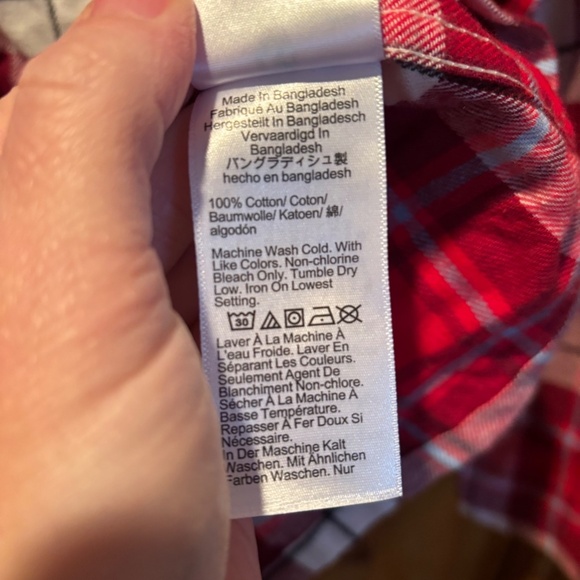 Made In Bangladesh
Fabriqué Au Bangladesh
Hergestellt In Bangladesch
Vervaardigd In
Bangladesh
バングラディシュ製
hecho en bangladesh
100% Cotton/ Coton/
Baumwolle/ Katoen/ 綿/
algodón
Machine Wash Cold. With
Like Colors. Non-chlorine
Bleach Only. Tumble Dry
Low. Iron On Lowest
Setting.
30
Laver À La Machine À
L'eau Froide. Laver En
Séparant Les Couleurs.
Seulement Agent De
Blanchiment Non-chlore.
Sécher À La Machine À
Basse Température.
Repasser À Fer Doux Si
Nécessaire.
In Der Maschine Kalt
Waschen. Mit Ähnlichen
Farben Waschen. Nur